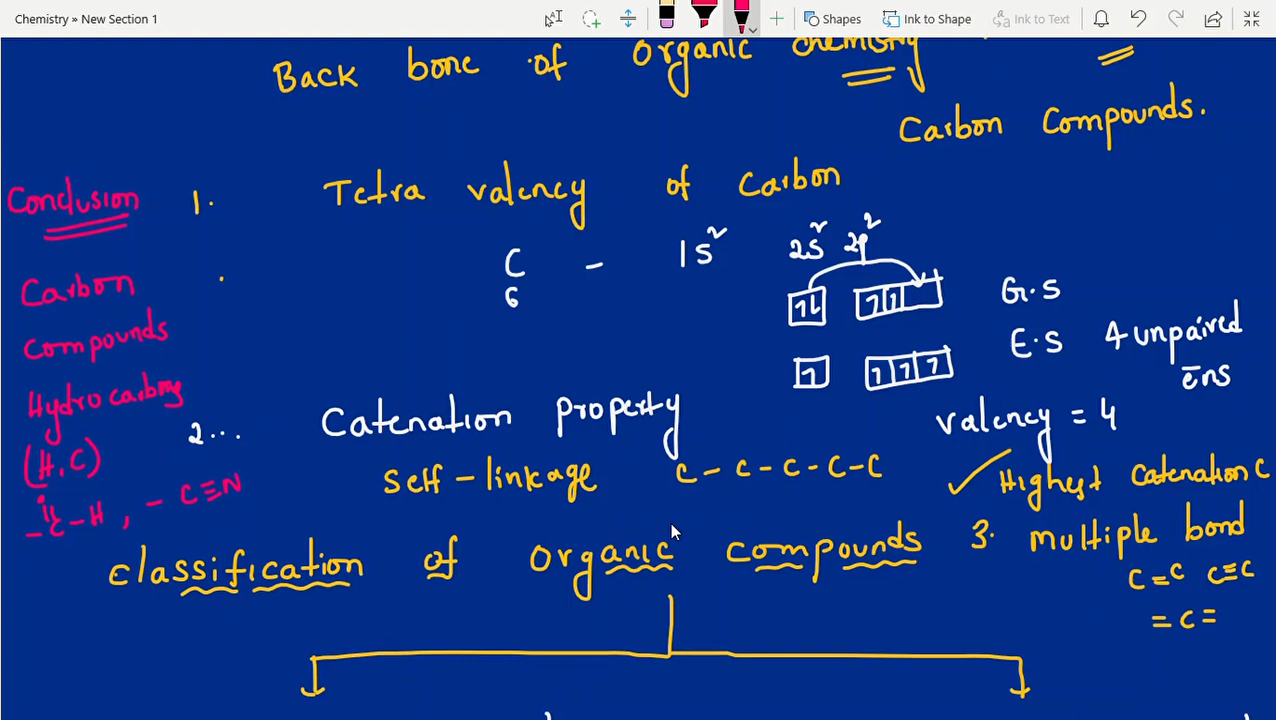 Chemistry » New Section 1
Shapes
Ink to Shape
Ink to Text
Back bone of Organic chemistry
Carbon Compounds.
Conclusion
1. Tetra valency of Carbon
C - 1s² 2s² 2p²
6
G.S
E.S 4 unpaired
ēns
valency = 4
Carbon
Compounds
Hydrocarbons
(H,C)
-C-H, -C≡N
2... Catenation property
Self-linkage C-C-C-C-C
Highest Catenation C
3. multiple bond
C=C C≡C
=C=
classification of Organic compounds